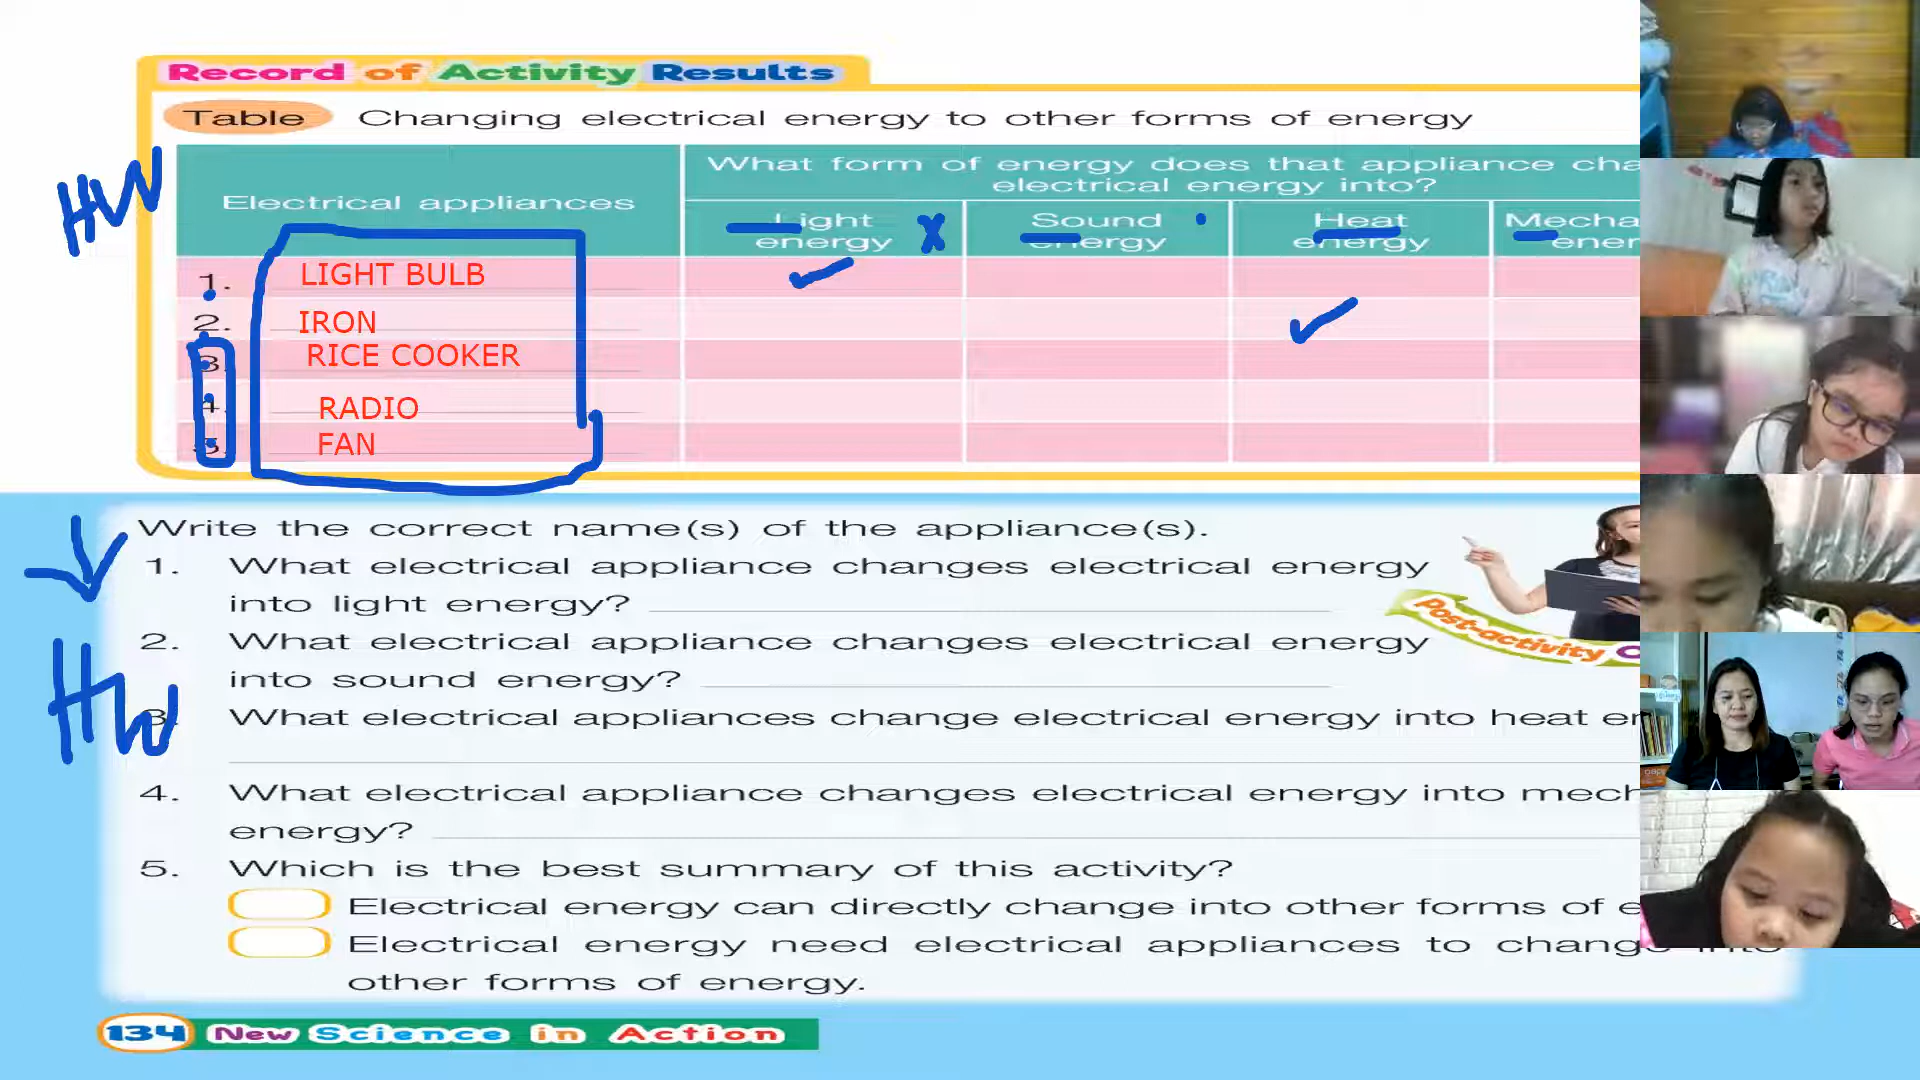 Record of Activity Results
Table Changing electrical energy to other forms of energy
HW
Electrical appliances
What form of energy does that appliance cha
electrical energy into?
Light energy X
Sound energy
Heat energy
Mecha ener
1. LIGHT BULB ✓
2. IRON ✓
3. RICE COOKER
4. RADIO
5. FAN
Write the correct name(s) of the appliance(s).
1. What electrical appliance changes electrical energy
into light energy?
2. What electrical appliance changes electrical energy
into sound energy?
HW
3. What electrical appliances change electrical energy into heat en
4. What electrical appliance changes electrical energy into mech
energy?
5. Which is the best summary of this activity?
Electrical energy can directly change into other forms of e
Electrical energy need electrical appliances to change into
other forms of energy.
Post-activity
134 New Science in Action